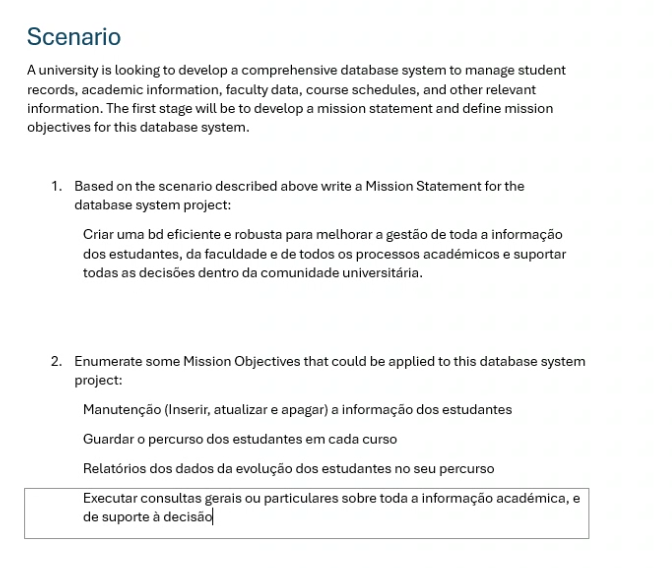 Scenario
A university is looking to develop a comprehensive database system to manage student
records, academic information, faculty data, course schedules, and other relevant
information. The first stage will be to develop a mission statement and define mission
objectives for this database system.
1. Based on the scenario described above write a Mission Statement for the
database system project:
Criar uma bd eficiente e robusta para melhorar a gestão de toda a informação
dos estudantes, da faculdade e de todos os processos académicos e suportar
todas as decisões dentro da comunidade universitária.
2. Enumerate some Mission Objectives that could be applied to this database system
project:
Manutenção (Inserir, atualizar e apagar) a informação dos estudantes
Guardar o percurso dos estudantes em cada curso
Relatórios dos dados da evolução dos estudantes no seu percurso
Executar consultas gerais ou particulares sobre toda a informação académica, e
de suporte à decisão